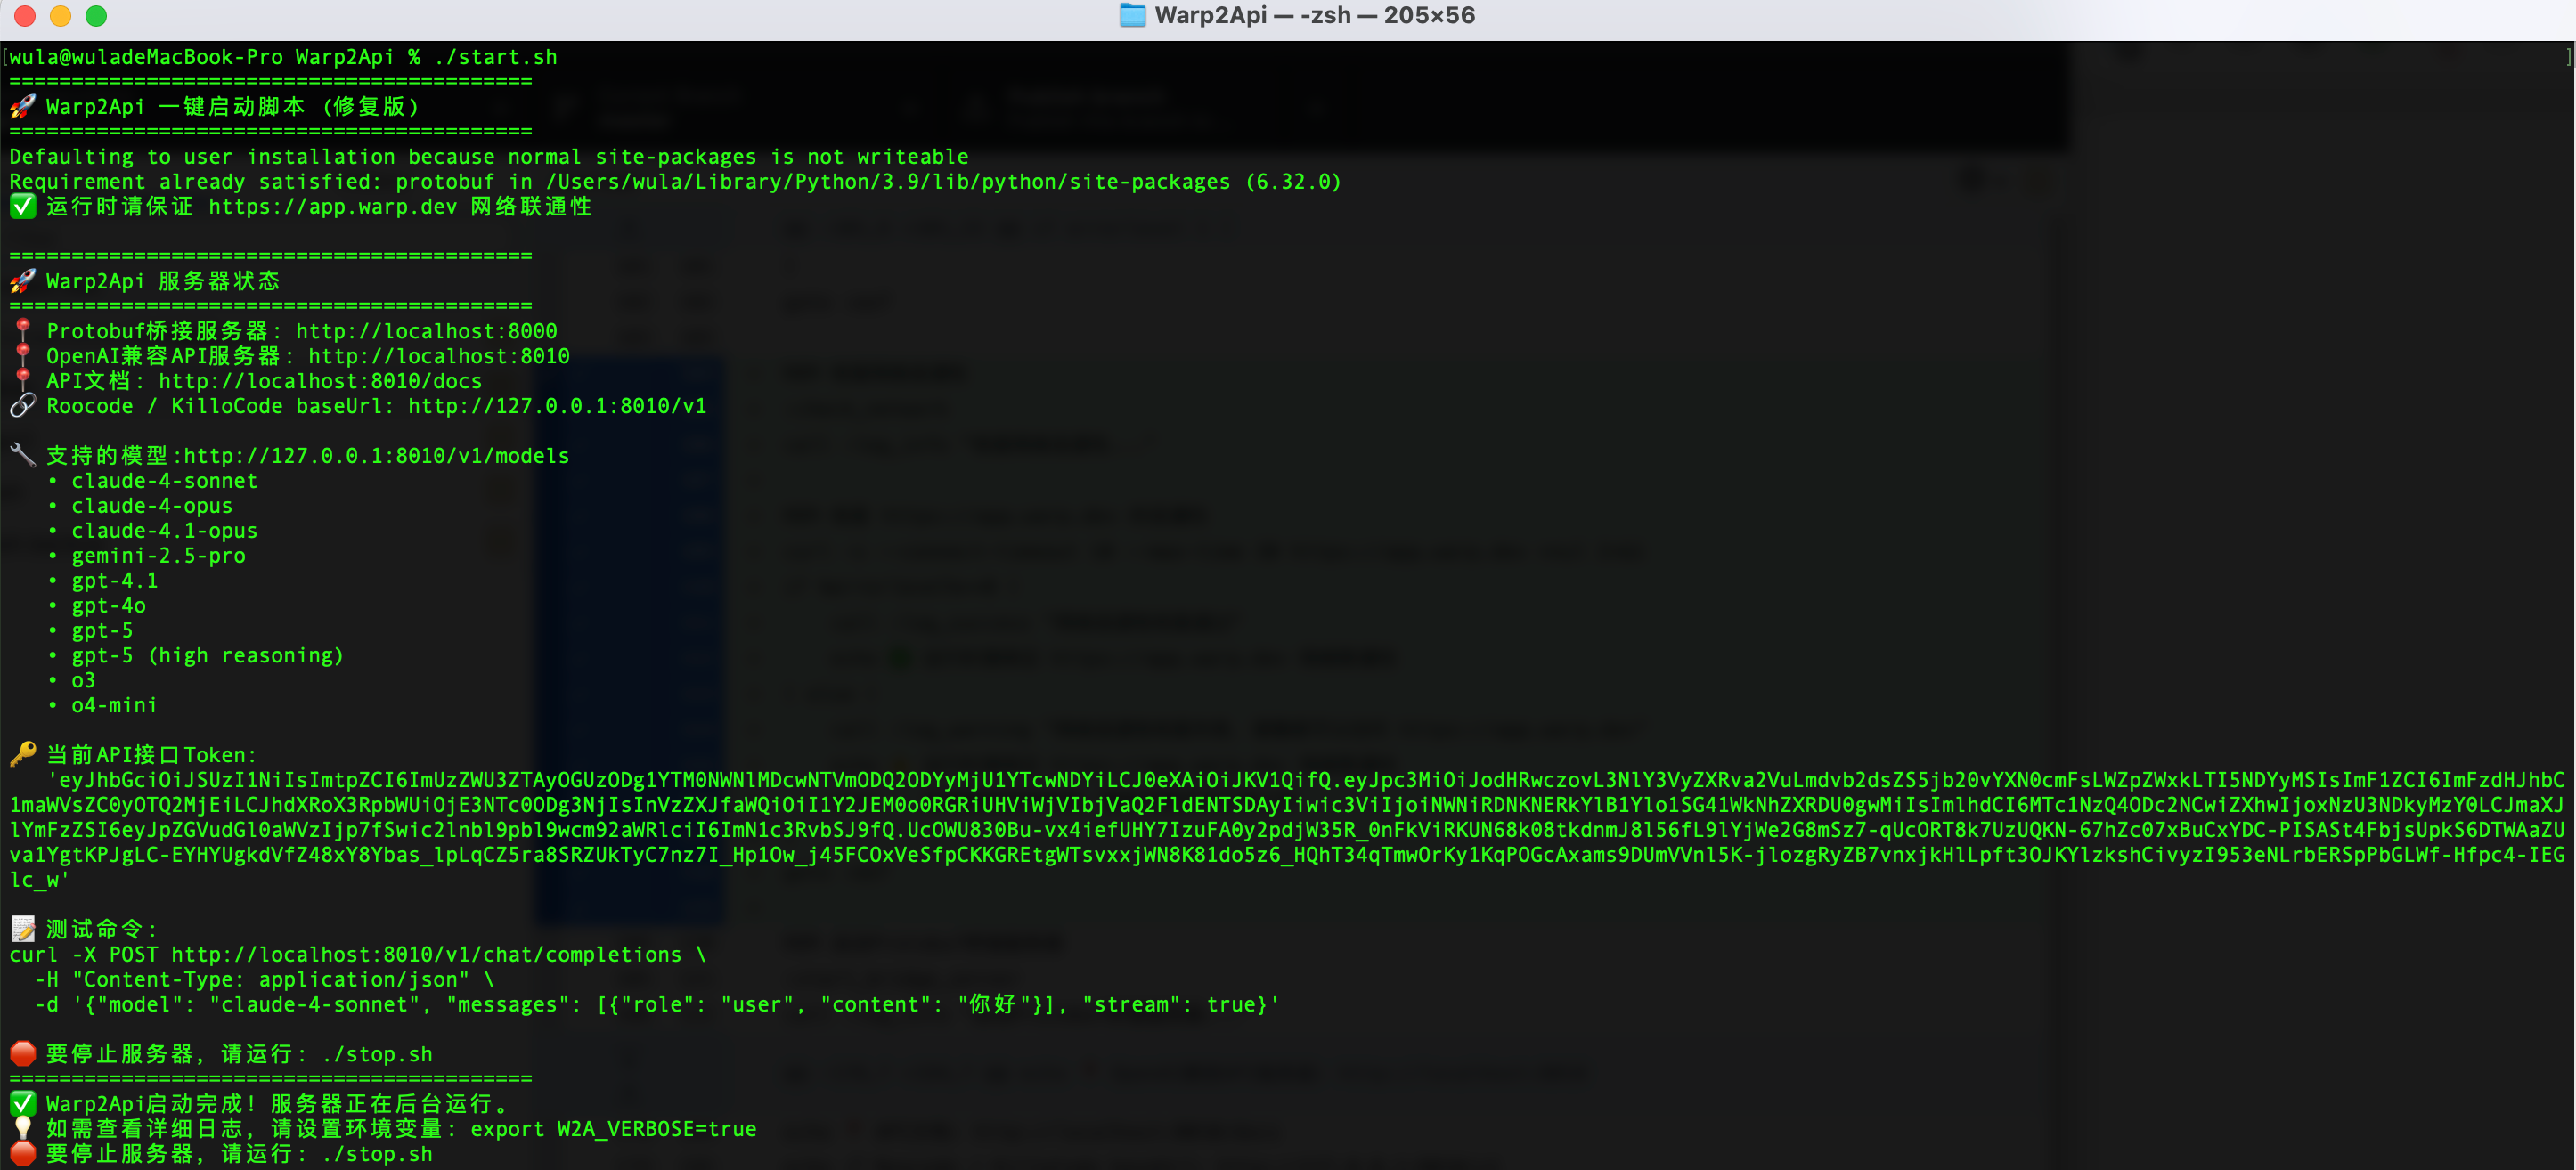 Warp2Api — -zsh — 205×56
[wula@wuladeMacBook-Pro Warp2Api % ./start.sh ]
==========================================
🚀 Warp2Api 一键启动脚本 (修复版)
==========================================
Defaulting to user installation because normal site-packages is not writeable
Requirement already satisfied: protobuf in /Users/wula/Library/Python/3.9/lib/python/site-packages (6.32.0)
✅ 运行时请保证 https://app.warp.dev 网络联通性
==========================================
🚀 Warp2Api 服务器状态
==========================================
📍 Protobuf桥接服务器: http://localhost:8000
📍 OpenAI兼容API服务器: http://localhost:8010
📍 API文档: http://localhost:8010/docs
🔗 Roocode / KilloCode baseUrl: http://127.0.0.1:8010/v1
🔧 支持的模型:http://127.0.0.1:8010/v1/models
• claude-4-sonnet
• claude-4-opus
• claude-4.1-opus
• gemini-2.5-pro
• gpt-4.1
• gpt-4o
• gpt-5
• gpt-5 (high reasoning)
• o3
• o4-mini
🔑 当前API接口Token:
📝 测试命令:
curl -X POST http://localhost:8010/v1/chat/completions \
-H "Content-Type: application/json" \
-d '{"model": "claude-4-sonnet", "messages": [{"role": "user", "content": "你好"}], "stream": true}'
🛑 要停止服务器, 请运行: ./stop.sh
==========================================
✅ Warp2Api启动完成! 服务器正在后台运行。
💡 如需查看详细日志, 请设置环境变量: export W2A_VERBOSE=true
🛑 要停止服务器, 请运行: ./stop.sh